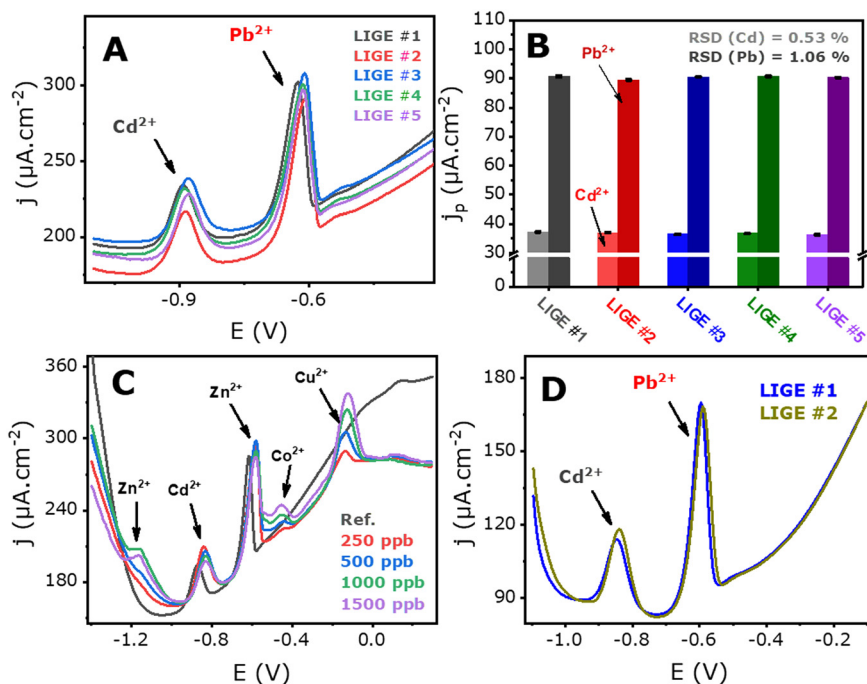 A
Pb²⁺
Cd²⁺
LIGE #1
LIGE #2
LIGE #3
LIGE #4
LIGE #5
300
250
200
j (µA.cm⁻²)
-0.9
-0.6
E (V)
B
RSD (Cd) = 0.53 %
RSD (Pb) = 1.06 %
Pb²⁺
Cd²⁺
110
100
90
80
70
60
50
40
30
0
jₚ (µA.cm⁻²)
LIGE #1
LIGE #2
LIGE #3
LIGE #4
LIGE #5
C
Zn²⁺
Cu²⁺
Zn²⁺
Cd²⁺
Co²⁺
Ref.
250 ppb
500 ppb
1000 ppb
1500 ppb
360
300
240
180
j (µA.cm⁻²)
-1.2
-0.8
-0.4
0.0
E (V)
D
Pb²⁺
Cd²⁺
LIGE #1
LIGE #2
170
135
100
j (µA.cm⁻²)
-1.0
-0.8
-0.6
-0.4
-0.2
E (V)